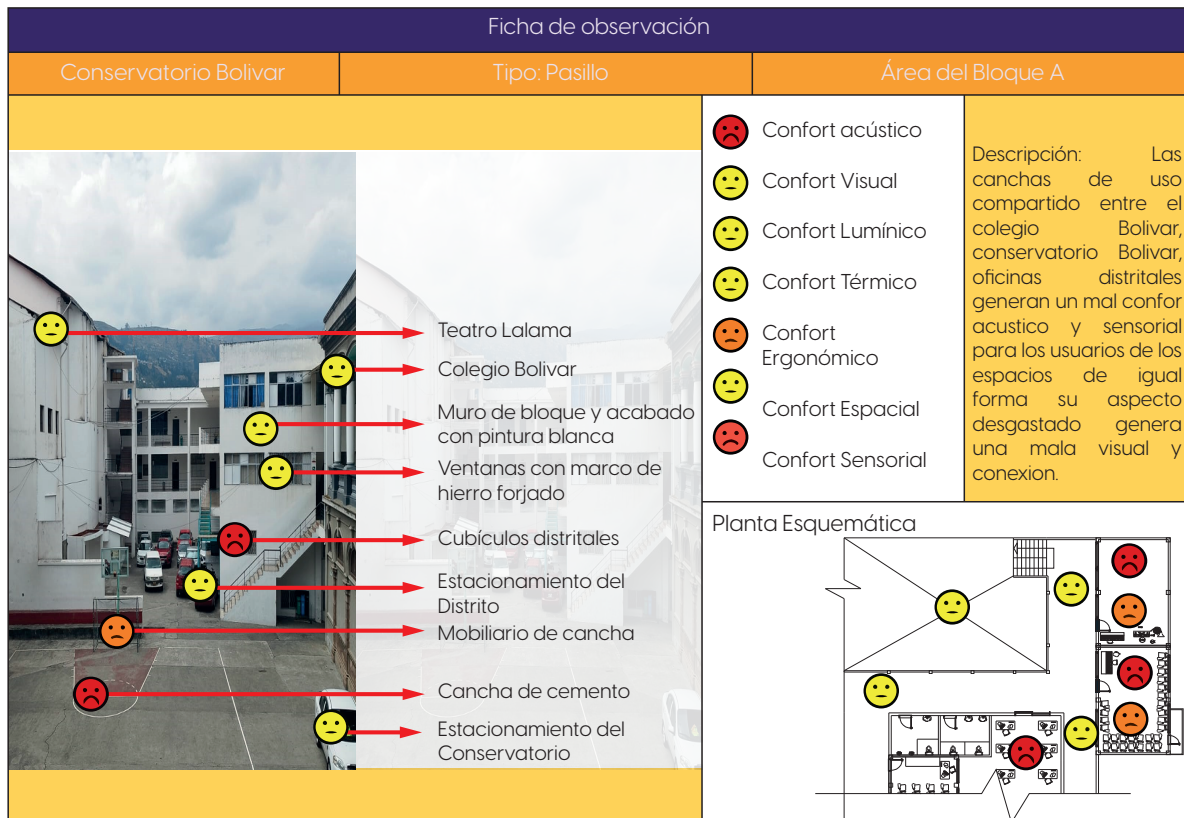 Ficha de observación
Conservatorio Bolivar
Tipo: Pasillo
Área del Bloque A
Teatro Lalama
Colegio Bolivar
Muro de bloque y acabado
con pintura blanca
Ventanas con marco de
hierro forjado
Cubículos distritales
Estacionamiento del
Distrito
Mobiliario de cancha
Cancha de cemento
Estacionamiento del
Conservatorio
Confort acústico
Confort Visual
Confort Lumínico
Confort Térmico
Confort
Ergonómico
Confort Espacial
Confort Sensorial
Descripción: Las
canchas de uso
compartido entre el
colegio Bolivar,
conservatorio Bolivar,
oficinas distritales
generan un mal confor
acustico y sensorial
para los usuarios de los
espacios de igual
forma su aspecto
desgastado genera
una mala visual y
conexion.
Planta Esquemática